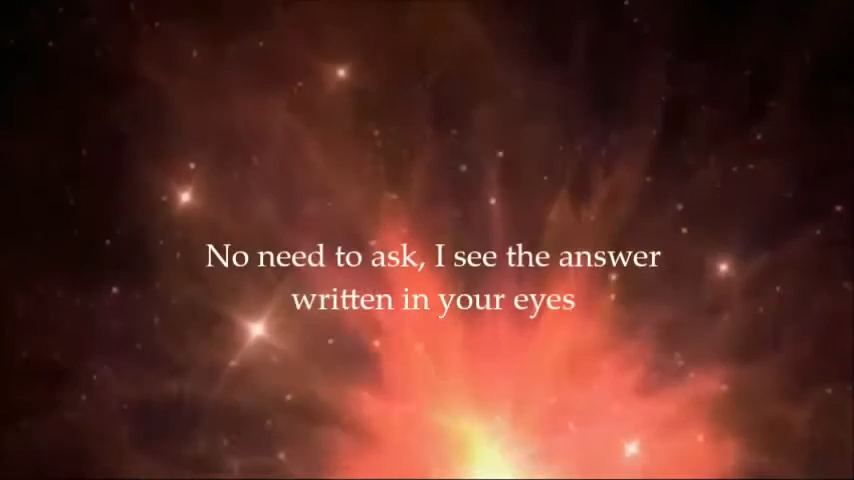 No need to ask, I see the answer
written in your eyes